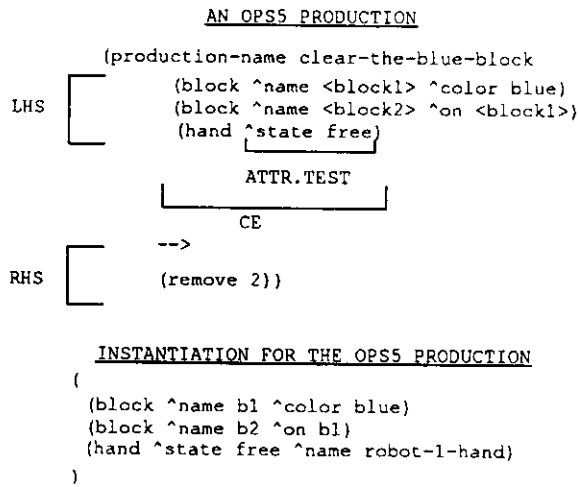 AN OPS5 PRODUCTION
(production-name clear-the-blue-block
(block ^name <block1> ^color blue)
(block ^name <block2> ^on <block1>)
LHS
(hand ^state free)
ATTR.TEST
CE
-->
RHS
(remove 2))
INSTANTIATION FOR THE OPS5 PRODUCTION
(
(block ^name b1 ^color blue)
(block ^name b2 ^on b1)
(hand ^state free ^name robot-1-hand)
)